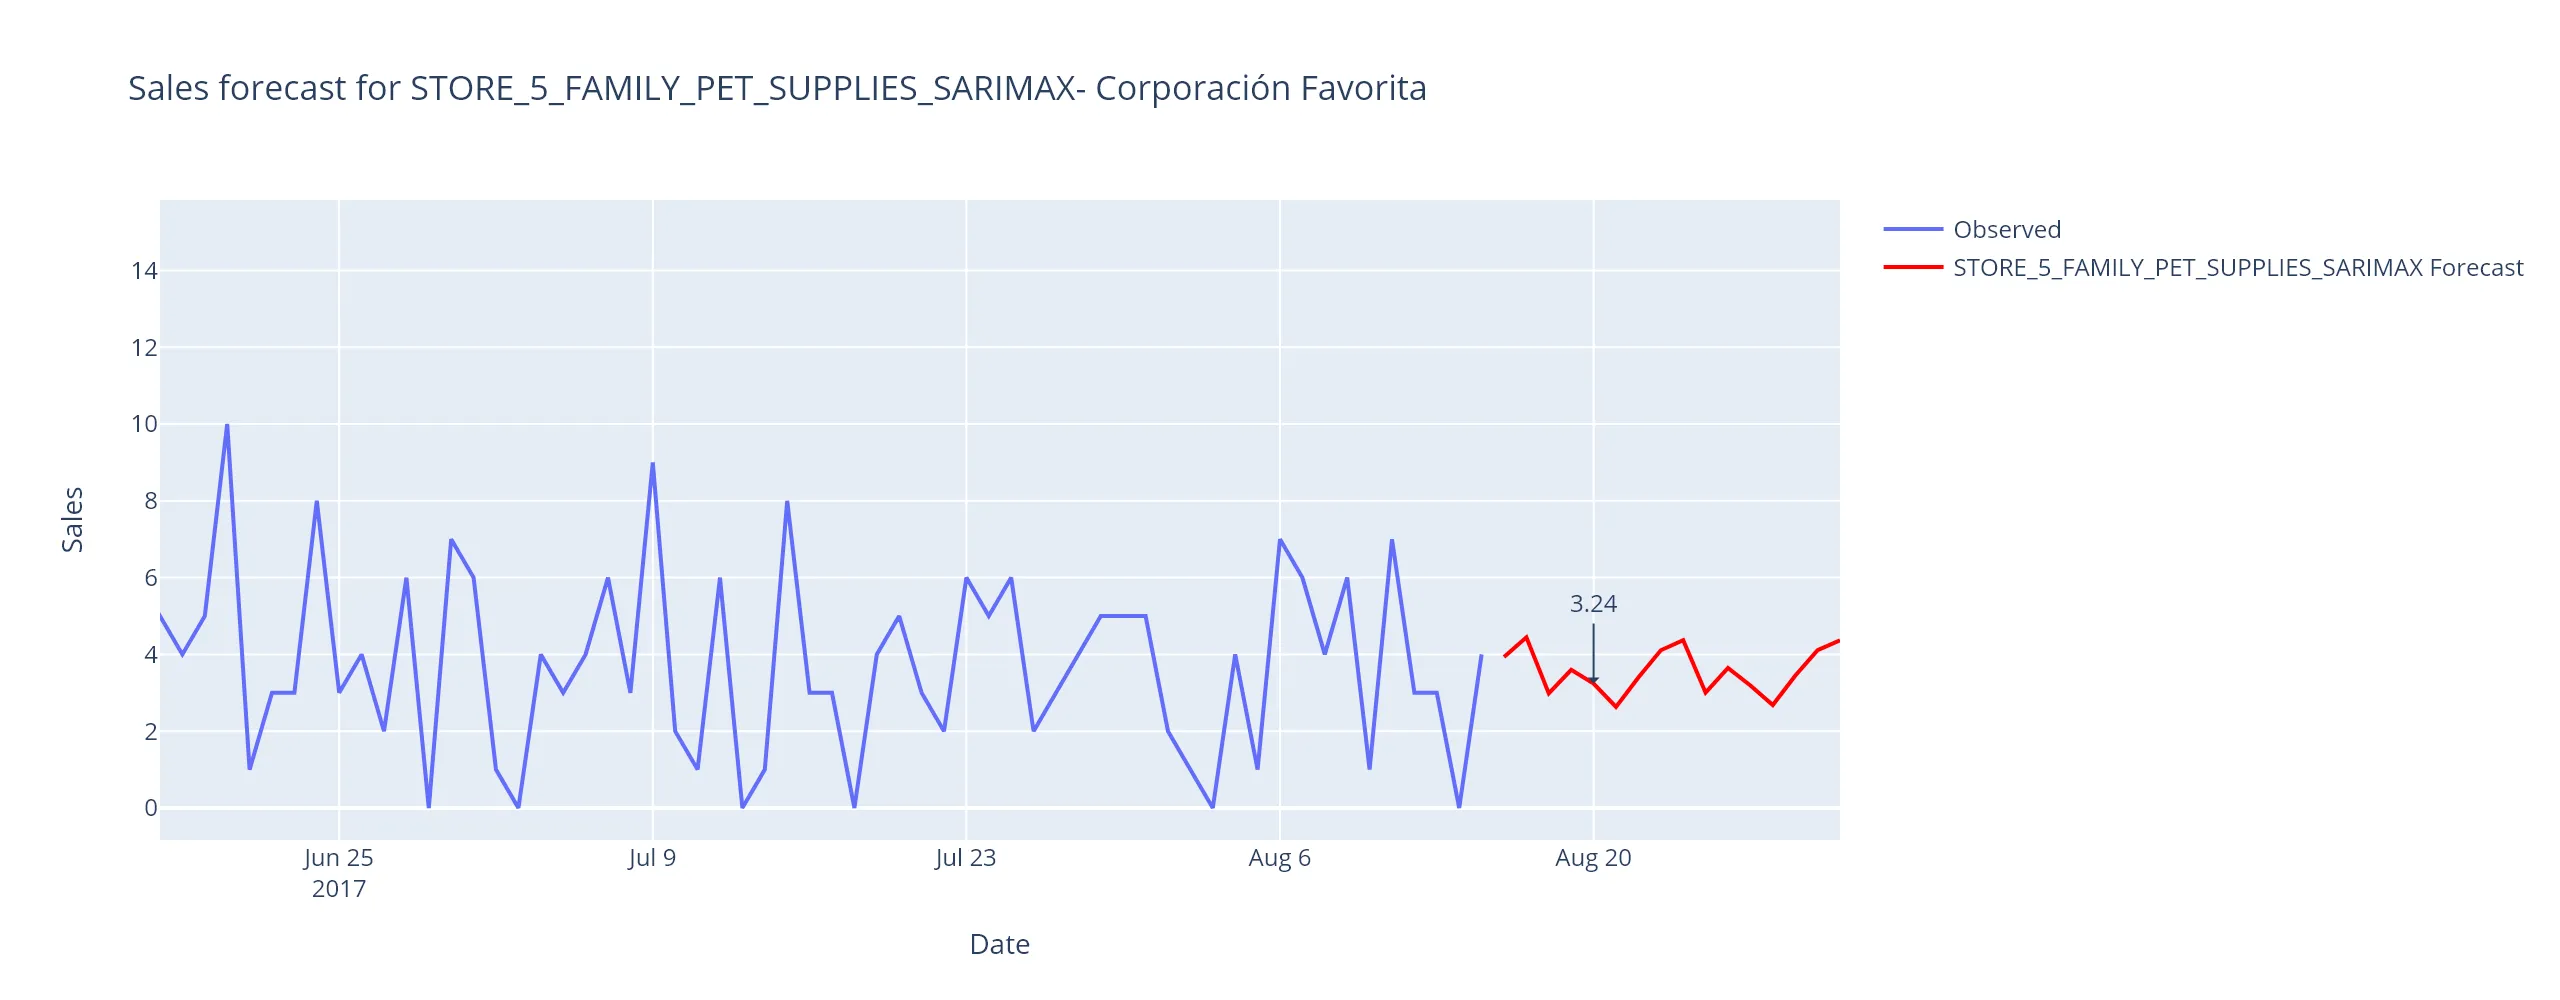 Sales forecast for STORE_5_FAMILY_PET_SUPPLIES_SARIMAX- Corporación Favorita
Observed
STORE_5_FAMILY_PET_SUPPLIES_SARIMAX Forecast
14
12
10
8
6
4
2
0
Sales
3.24
Jun 25
2017
Jul 9
Jul 23
Aug 6
Aug 20
Date